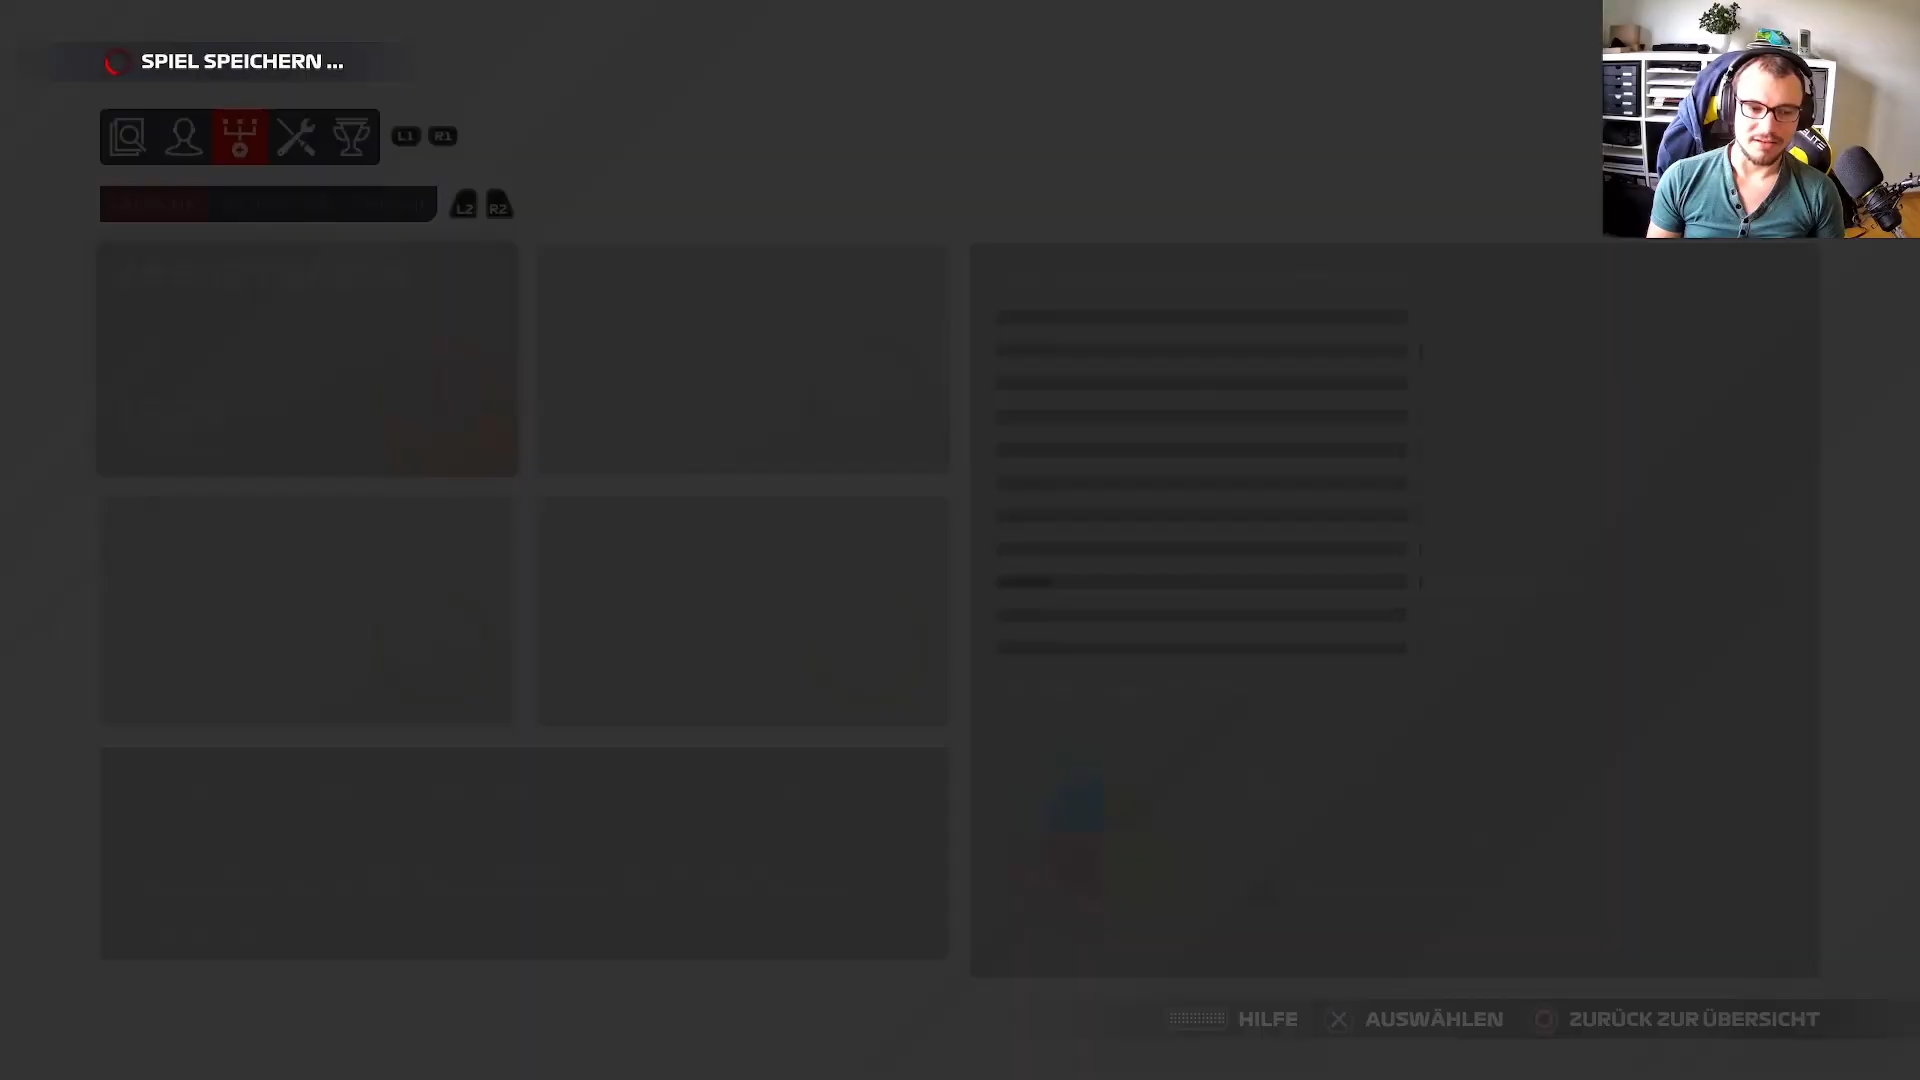 SPIEL SPEICHERN ...
L1 R1
L2 R2
HILFE AUSWÄHLEN ZURÜCK ZUR ÜBERSICHT